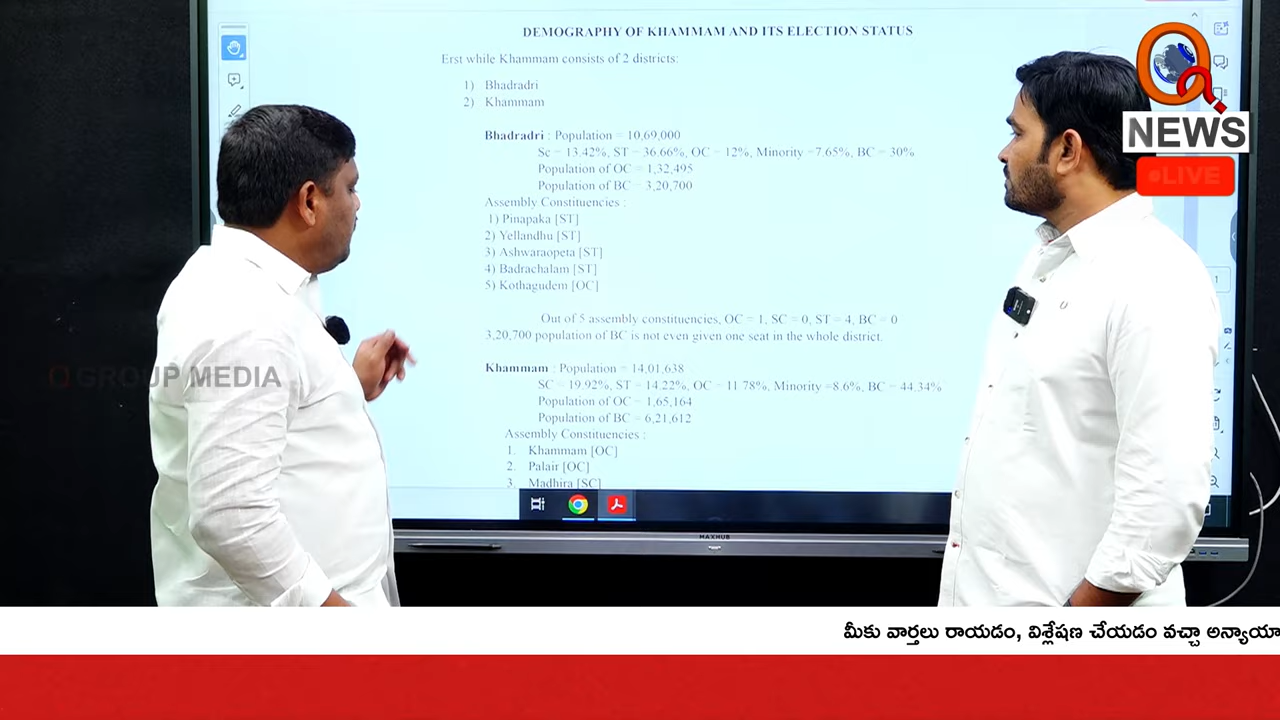 DEMOGRAPHY OF KHAMMAM AND ITS ELECTION STATUS
Erst while Khammam consists of 2 districts:
1) Bhadradri
2) Khammam
Bhadradri : Population = 10,69,000
Sc = 13.42%, ST = 36.66%, OC = 12%, Minority =7.65%, BC = 30%
Population of OC = 1,32,495
Population of BC = 3,20,700
Assembly Constituencies :
1) Pinapaka [ST]
2) Yellandhu [ST]
3) Ashwaraopeta [ST]
4) Badrachalam [ST]
5) Kothagudem [OC]
Out of 5 assembly constituencies, OC = 1, SC = 0, ST = 4, BC = 0
3,20,700 population of BC is not even given one seat in the whole district.
Khammam : Population = 14,01,638
SC = 19.92%, ST = 14.22%, OC = 11.78%, Minority =8.6%, BC = 44.34%
Population of OC = 1,65,164
Population of BC = 6,21,612
Assembly Constituencies :
1. Khammam [OC]
2. Palair [OC]
3. Madhira [SC]
MAXHUB
Q
NEWS
LIVE
1
Q GROUP MEDIA
మీకు వార్తలు రాయడం, విశ్లేషణ చేయడం వచ్చా అన్యాయా